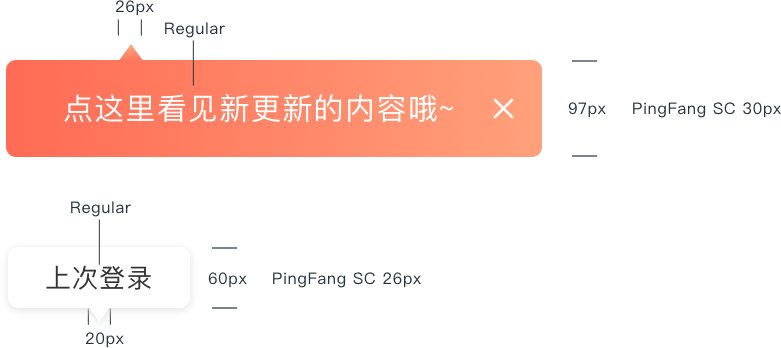 26px
Regular
点这里看见新更新的内容哦~
97px
PingFang SC 30px
Regular
上次登录
60px
PingFang SC 26px
20px